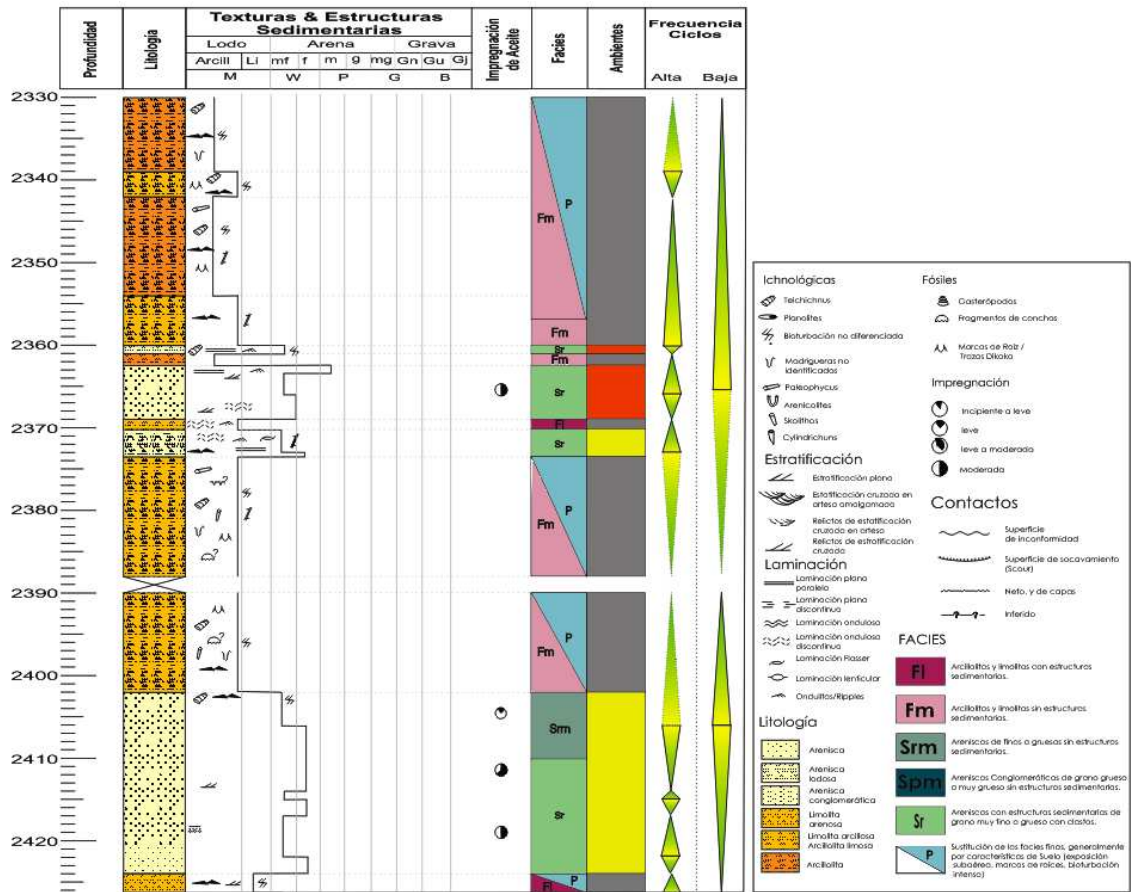 Profundidad
Litología
Texturas & Estructuras
Sedimentarias
Lodo Arena Grava
Arcill Li mf f m g mg Gn Gu Gj
M W P G B
Impregnación
de Aceite
Facies
Ambientes
Frecuencia
Ciclos
Alta Baja
2330
2340
2350
2360
2370
2380
2390
2400
2410
2420
P
Fm
Fm
Sr
Fm
Sr
Fl
Sr
P
Fm
P
Fm
Srm
Sr
P
Fl
?
?
Ichnológicas
Teichichnus
Planolites
Bioturbación no diferenciada
Madrigueras no
identificados
Paleophycus
Arenicolites
Skolithos
Cylindrichuns
Estratificación
Estratificación plana
Estatificación cruzada en
artesa amalgamada
Relictos de estatificación
cruzada en artesa
Relictos de estratificación
cruzada
Laminación
Laminación plana
paralela
Laminación plana
discontinua
Laminación ondulosa
Laminación ondulosa
discontinua
Laminación Flasser
Laminación lenticular
Ondulitas/Ripples
Litología
Arenisca
Arenisca
lodosa
Arenisca
conglomerática
Limolita
arenosa
Limolita arcillosa
Arcillolita limosa
Arcillolita
Fósiles
Gasterópodos
Fragmentos de conchas
Marcas de Raíz /
Trazas Dikaka
Impregnación
Incipiente a leve
leve
leve a moderada
Moderada
Contactos
Superficie
de inconformidad
Superficie de socavamiento
(Scour)
Neto, y de capas
Inferido
FACIES
Fl
Arcillolitas y limolitas con estructuras
sedimentarias.
Fm
Arcillolitas y limolitas sin estructuras
sedimentarias.
Srm
Areniscas de finas a gruesas sin estructuras
sedimentarias.
Spm
Areniscas Conglomeráticas de grano grueso
a muy grueso sin estructuras sedimentarias.
Sr
Areniscas con estructuras sedimentarias de
grano muy fino a grueso con clastos.
P
Sustitución de las facies finas, generalmente
por características de Suelo (exposición
subaérea, marcas de raíces, bioturbación
intensa)